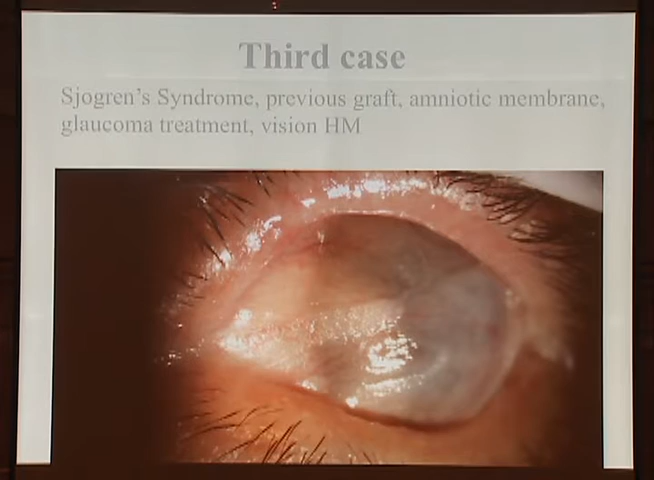 Third case
Sjogren's Syndrome, previous graft, amniotic membrane,
glaucoma treatment, vision HM